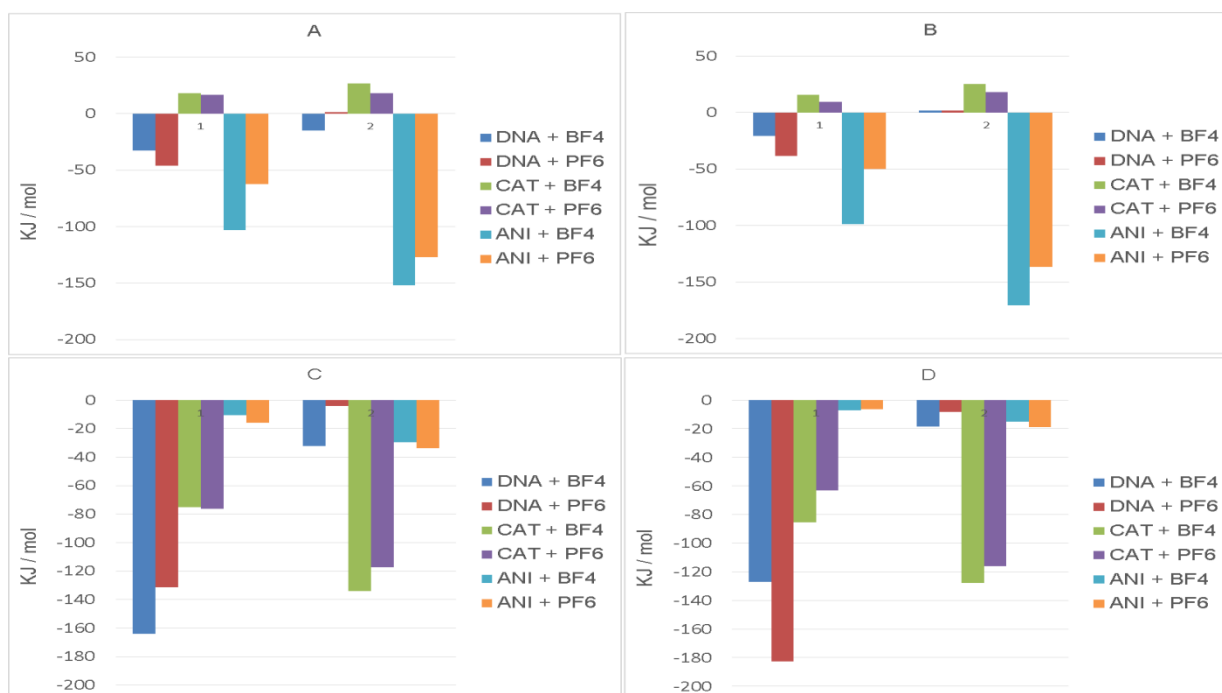 A
50
0
-50
-100
-150
-200
KJ / mol
1
2
DNA + BF4
DNA + PF6
CAT + BF4
CAT + PF6
ANI + BF4
ANI + PF6
B
50
0
-50
-100
-150
-200
KJ / mol
1
2
DNA + BF4
DNA + PF6
CAT + BF4
CAT + PF6
ANI + BF4
ANI + PF6
C
0
-20
-40
-60
-80
-100
-120
-140
-160
-180
-200
KJ / mol
1
2
DNA + BF4
DNA + PF6
CAT + BF4
CAT + PF6
ANI + BF4
ANI + PF6
D
0
-20
-40
-60
-80
-100
-120
-140
-160
-180
-200
KJ / mol
1
2
DNA + BF4
DNA + PF6
CAT + BF4
CAT + PF6
ANI + BF4
ANI + PF6